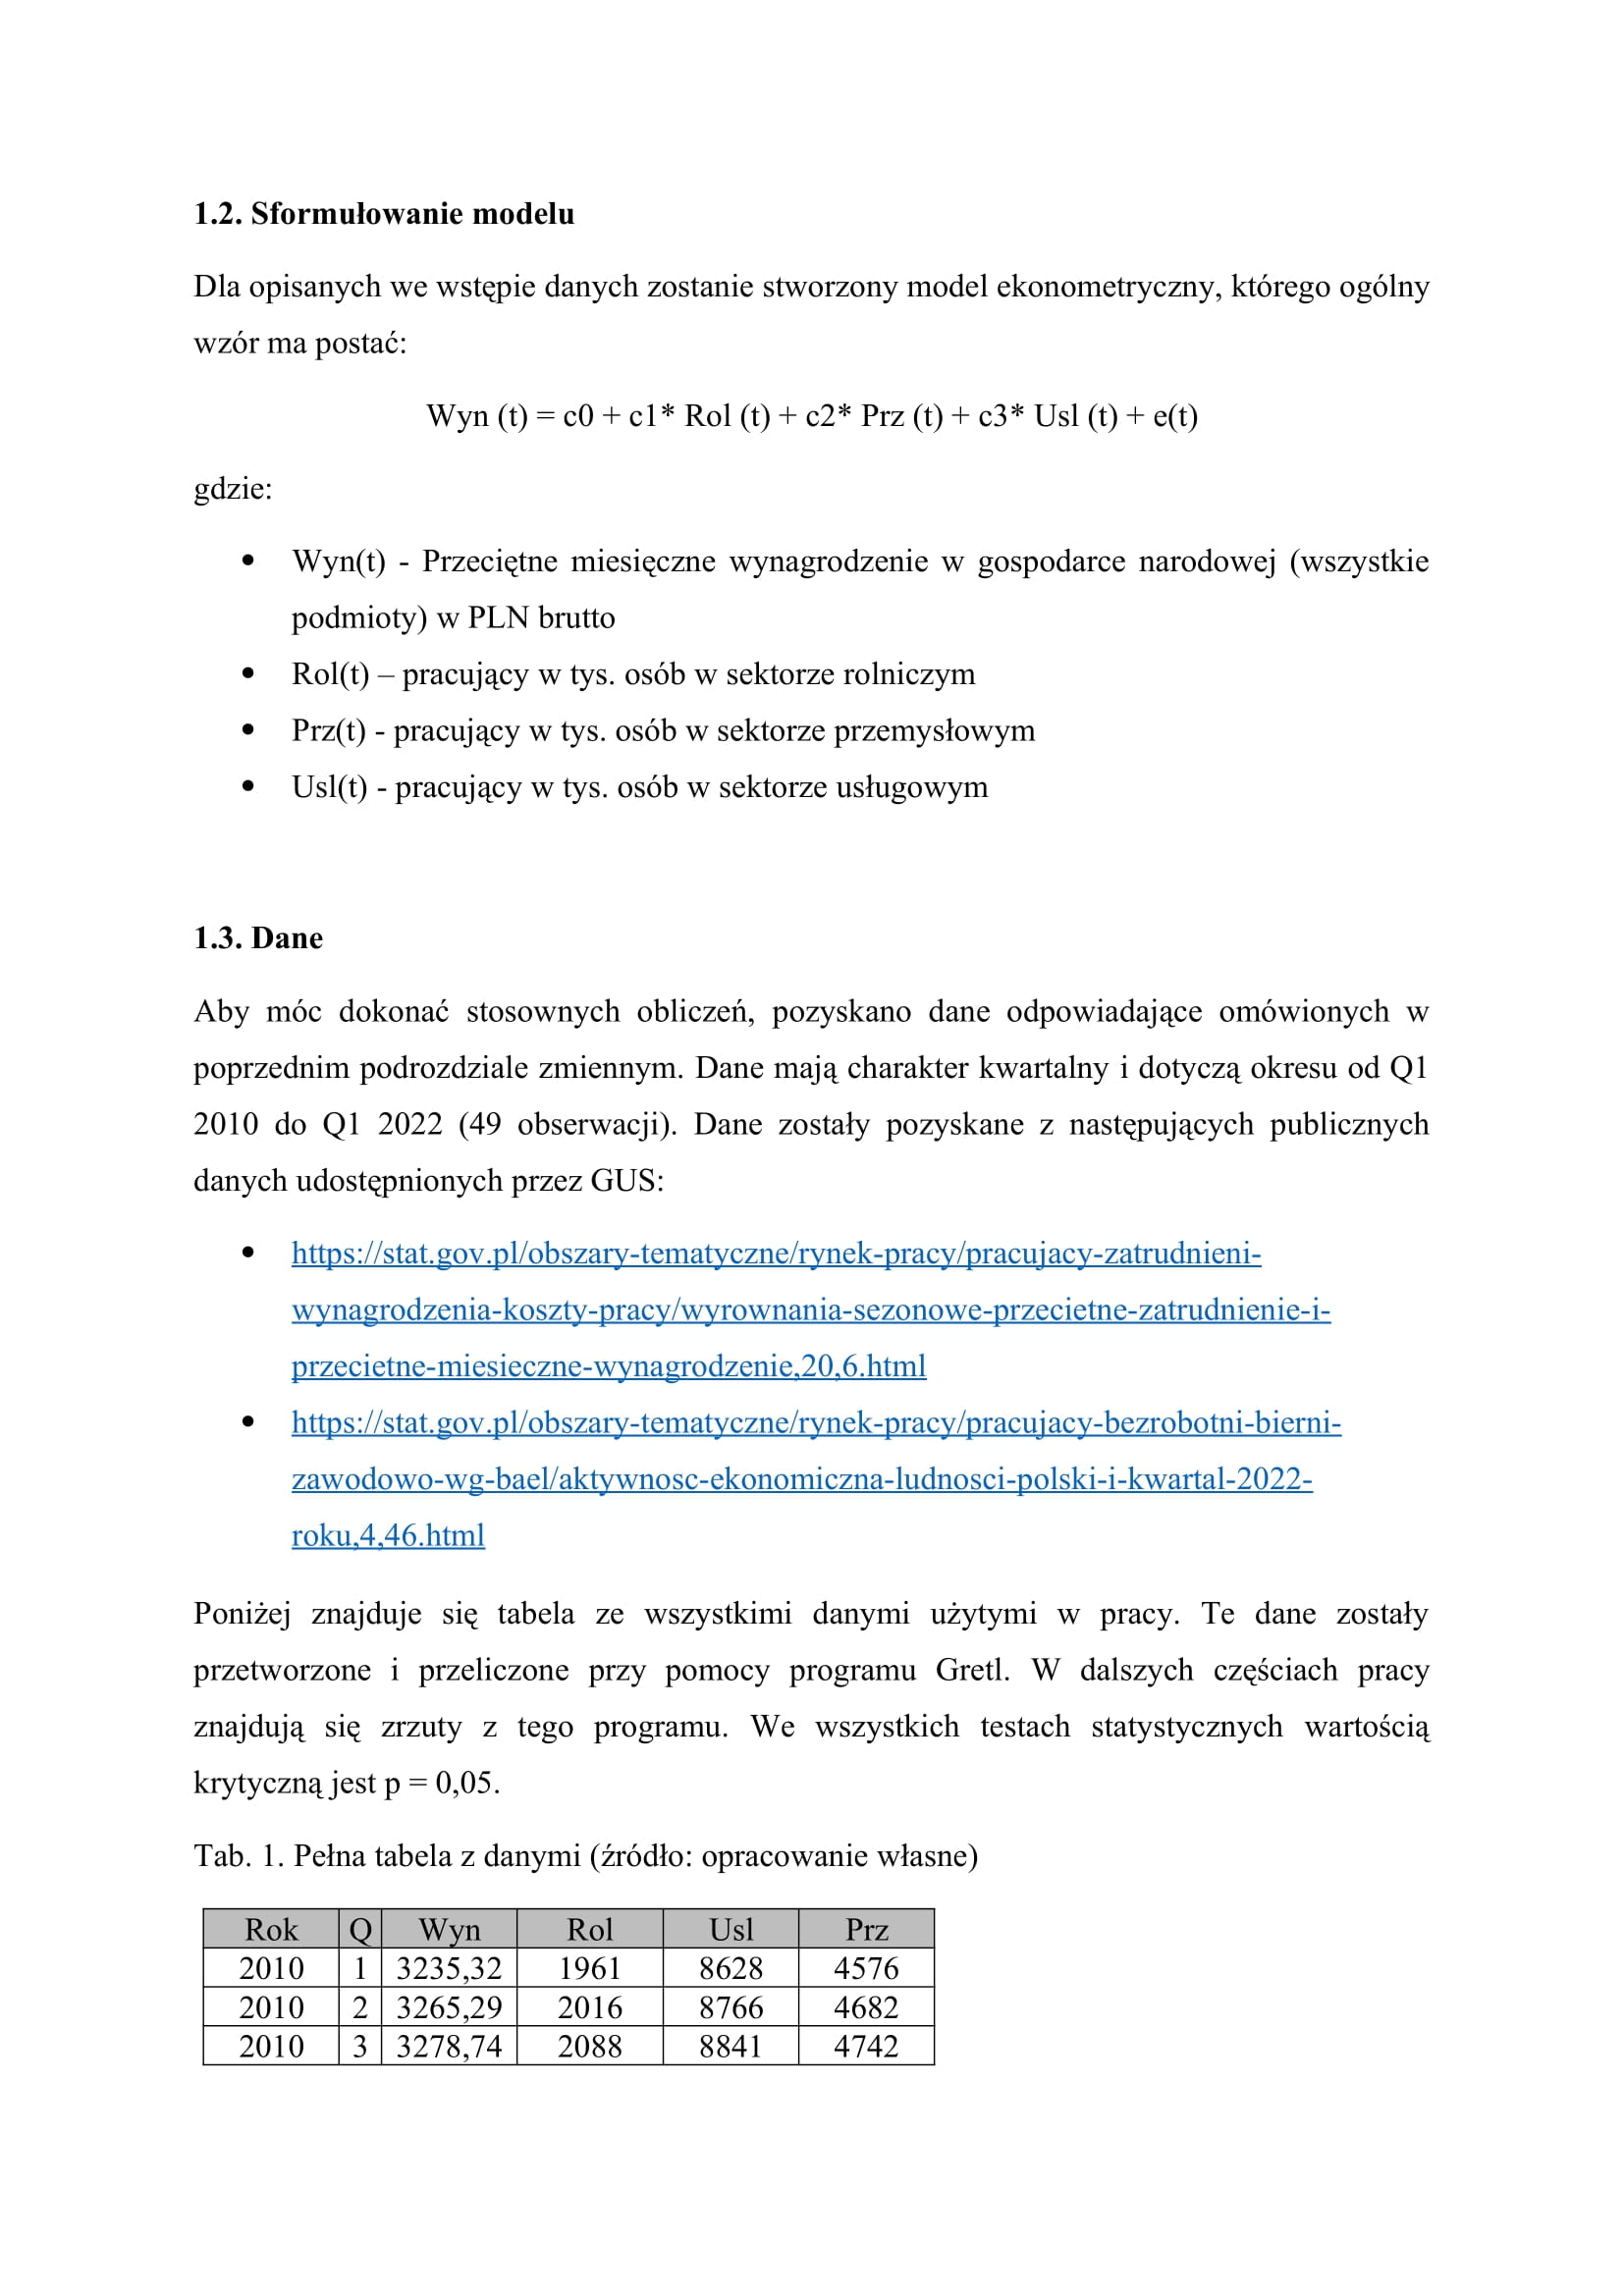 1.2. Sformułowanie modelu
Dla opisanych we wstępie danych zostanie stworzony model ekonometryczny, którego ogólny
wzór ma postać:
Wyn (t) = c0 + c1* Rol (t) + c2* Prz (t) + c3* Usl (t) + e(t)
gdzie:
• Wyn(t) - Przeciętne miesięczne wynagrodzenie w gospodarce narodowej (wszystkie
podmioty) w PLN brutto
• Rol(t) – pracujący w tys. osób w sektorze rolniczym
• Prz(t) - pracujący w tys. osób w sektorze przemysłowym
• Usl(t) - pracujący w tys. osób w sektorze usługowym
1.3. Dane
Aby móc dokonać stosownych obliczeń, pozyskano dane odpowiadające omówionych w
poprzednim podrozdziale zmiennym. Dane mają charakter kwartalny i dotyczą okresu od Q1
2010 do Q1 2022 (49 obserwacji). Dane zostały pozyskane z następujących publicznych
danych udostępnionych przez GUS:
• https://stat.gov.pl/obszary-tematyczne/rynek-pracy/pracujacy-zatrudnieni-
wynagrodzenia-koszty-pracy/wyrownania-sezonowe-przecietne-zatrudnienie-i-
przecietne-miesieczne-wynagrodzenie,20,6.html
• https://stat.gov.pl/obszary-tematyczne/rynek-pracy/pracujacy-bezrobotni-bierni-
zawodowo-wg-bael/aktywnosc-ekonomiczna-ludnosci-polski-i-kwartal-2022-
roku,4,46.html
Poniżej znajduje się tabela ze wszystkimi danymi użytymi w pracy. Te dane zostały
przetworzone i przeliczone przy pomocy programu Gretl. W dalszych częściach pracy
znajdują się zrzuty z tego programu. We wszystkich testach statystycznych wartością
krytyczną jest p = 0,05.
Tab. 1. Pełna tabela z danymi (źródło: opracowanie własne)
Rok Q Wyn Rol Usl Prz
2010 1 3235,32 1961 8628 4576
2010 2 3265,29 2016 8766 4682
2010 3 3278,74 2088 8841 4742